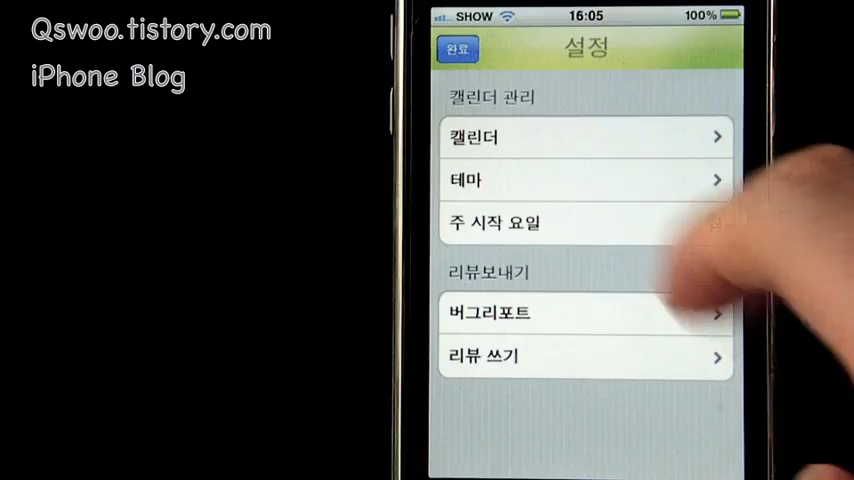 Qswoo.tistory.com
iPhone Blog
SHOW 16:05 100%
완료 설정
캘린더 관리
캘린더
테마
주 시작 요일
리뷰보내기
버그리포트
리뷰 쓰기